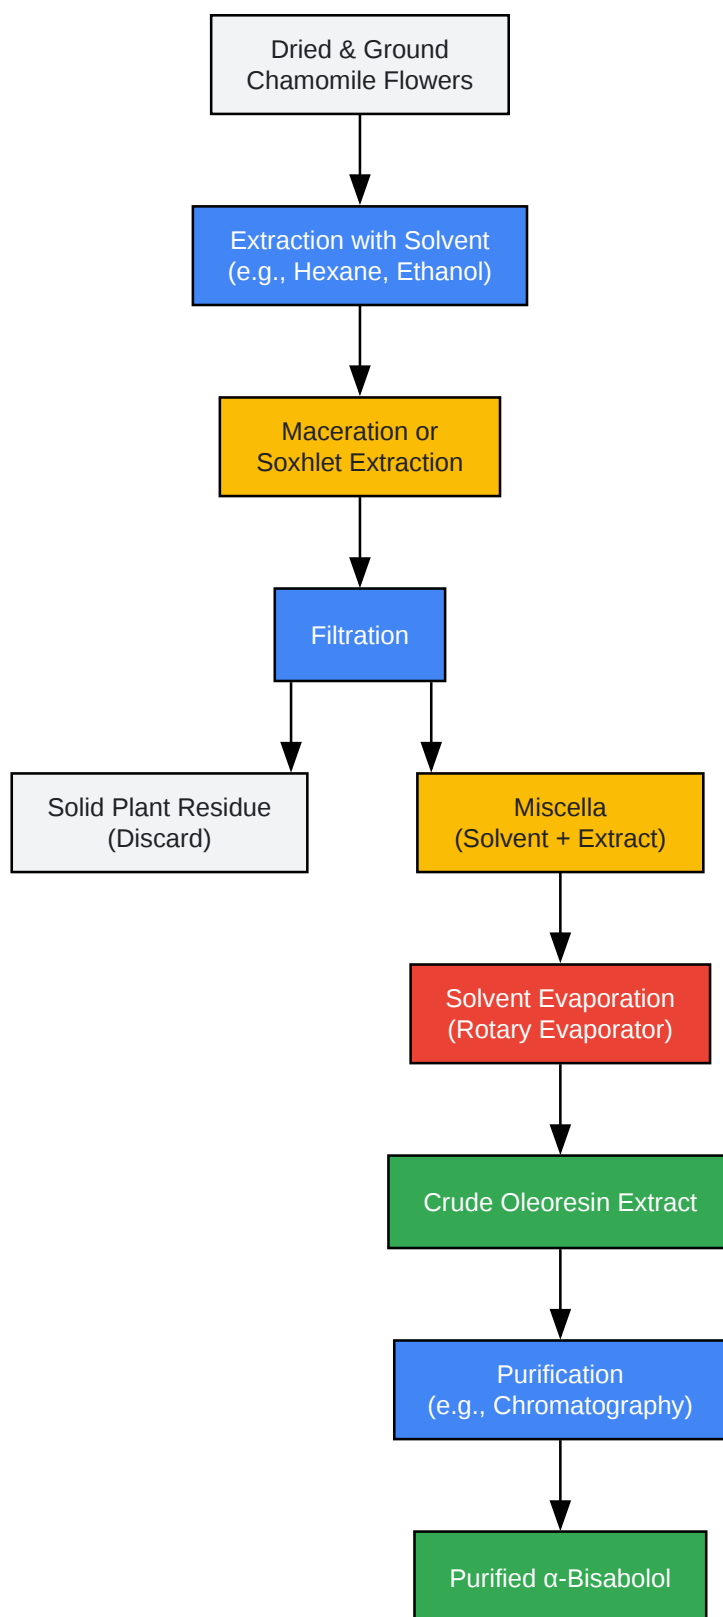 Dried & Ground
Chamomile Flowers
Extraction with Solvent
(e.g., Hexane, Ethanol)
Maceration or
Soxhlet Extraction
Filtration
Solid Plant Residue
(Discard)
Miscella
(Solvent + Extract)
Solvent Evaporation
(Rotary Evaporator)
Crude Oleoresin Extract
Purification
(e.g., Chromatography)
Purified α-Bisabolol